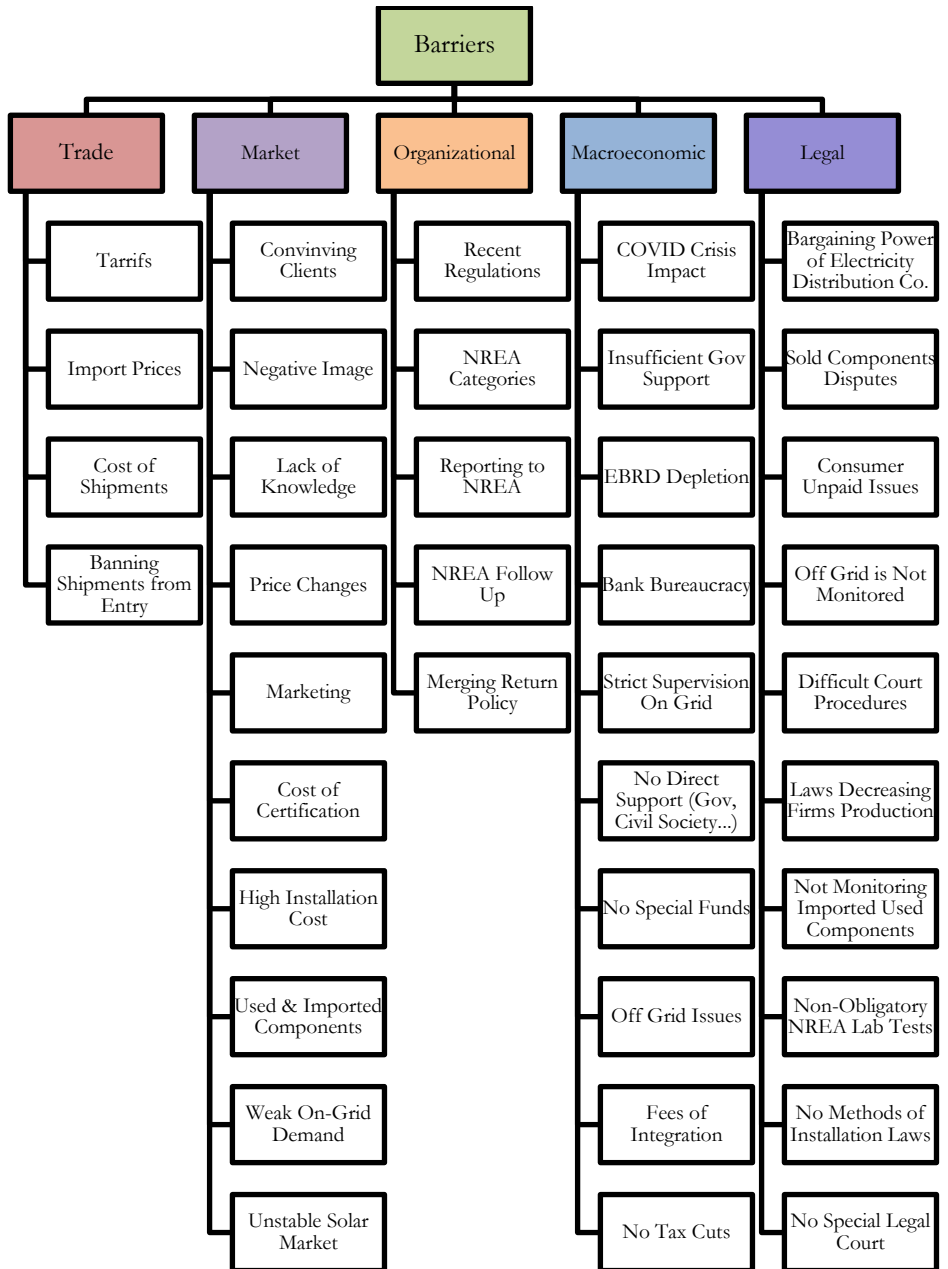 Barriers
Trade
Tarrifs
Import Prices
Cost of
Shipments
Banning
Shipments from
Entry
Market
Convinving
Clients
Negative Image
Lack of
Knowledge
Price Changes
Marketing
Cost of
Certification
High Installation
Cost
Used & Imported
Components
Weak On-Grid
Demand
Unstable Solar
Market
Organizational
Recent
Regulations
NREA
Categories
Reporting to
NREA
NREA Follow
Up
Merging Return
Policy
Macroeconomic
COVID Crisis
Impact
Insufficient Gov
Support
EBRD Depletion
Bank Bureaucracy
Strict Supervision
On Grid
No Direct
Support (Gov,
Civil Society...)
No Special Funds
Off Grid Issues
Fees of
Integration
No Tax Cuts
Legal
Bargaining Power
of Electricity
Distribution Co.
Sold Components
Disputes
Consumer
Unpaid Issues
Off Grid is Not
Monitored
Difficult Court
Procedures
Laws Decreasing
Firms Production
Not Monitoring
Imported Used
Components
Non-Obligatory
NREA Lab Tests
No Methods of
Installation Laws
No Special Legal
Court